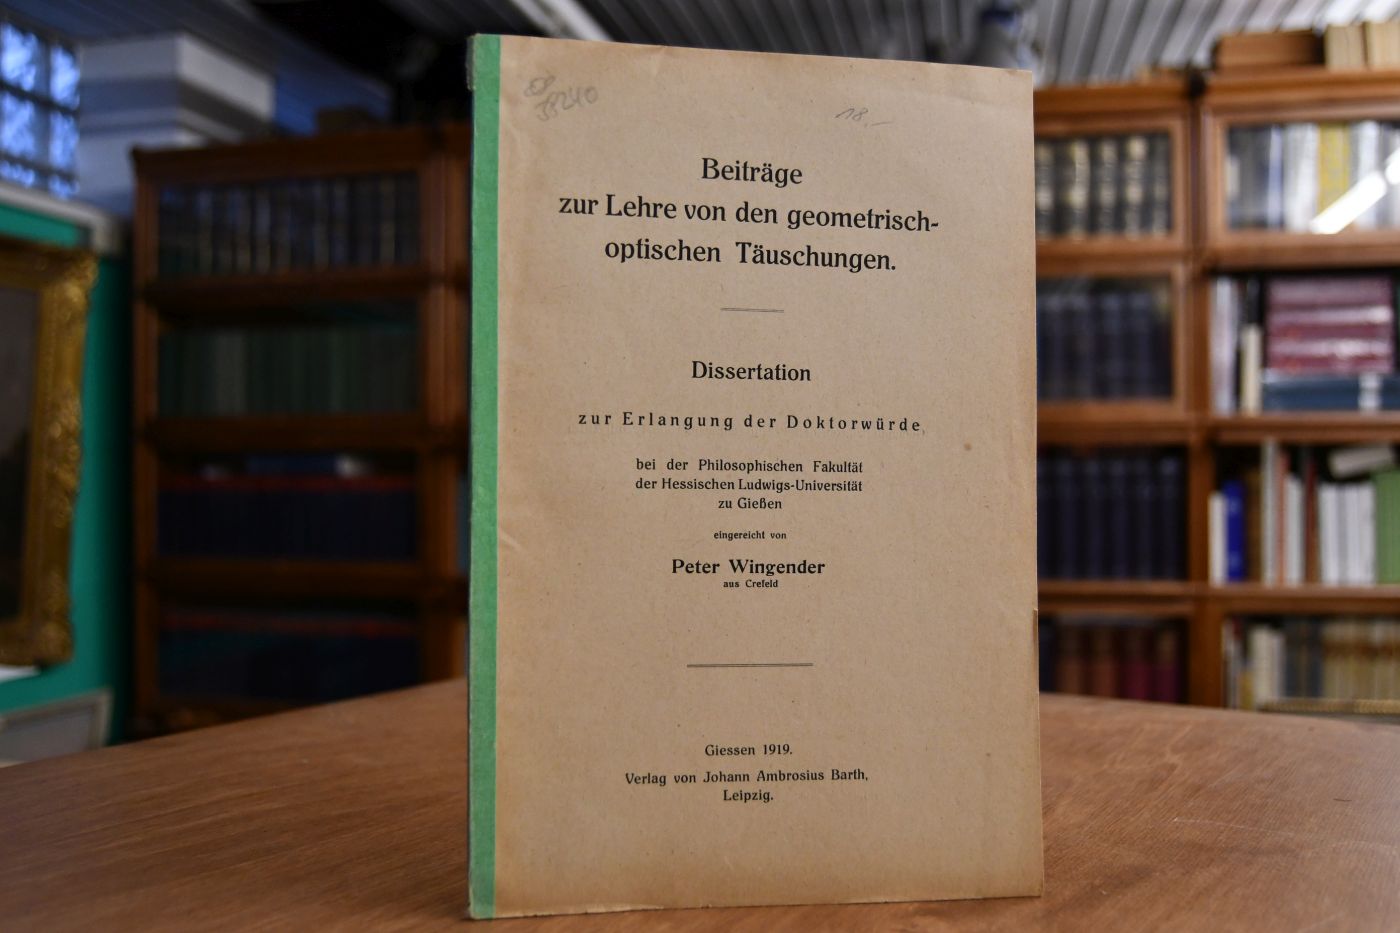 18.-
Beiträge
zur Lehre von den geometrisch-
optischen Täuschungen.
Dissertation
zur Erlangung der Doktorwürde
bei der Philosophischen Fakultät
der Hessischen Ludwigs-Universität
zu Gießen
eingereicht von
Peter Wingender
aus Crefeld
Giessen 1919.
Verlag von Johann Ambrosius Barth,
Leipzig.